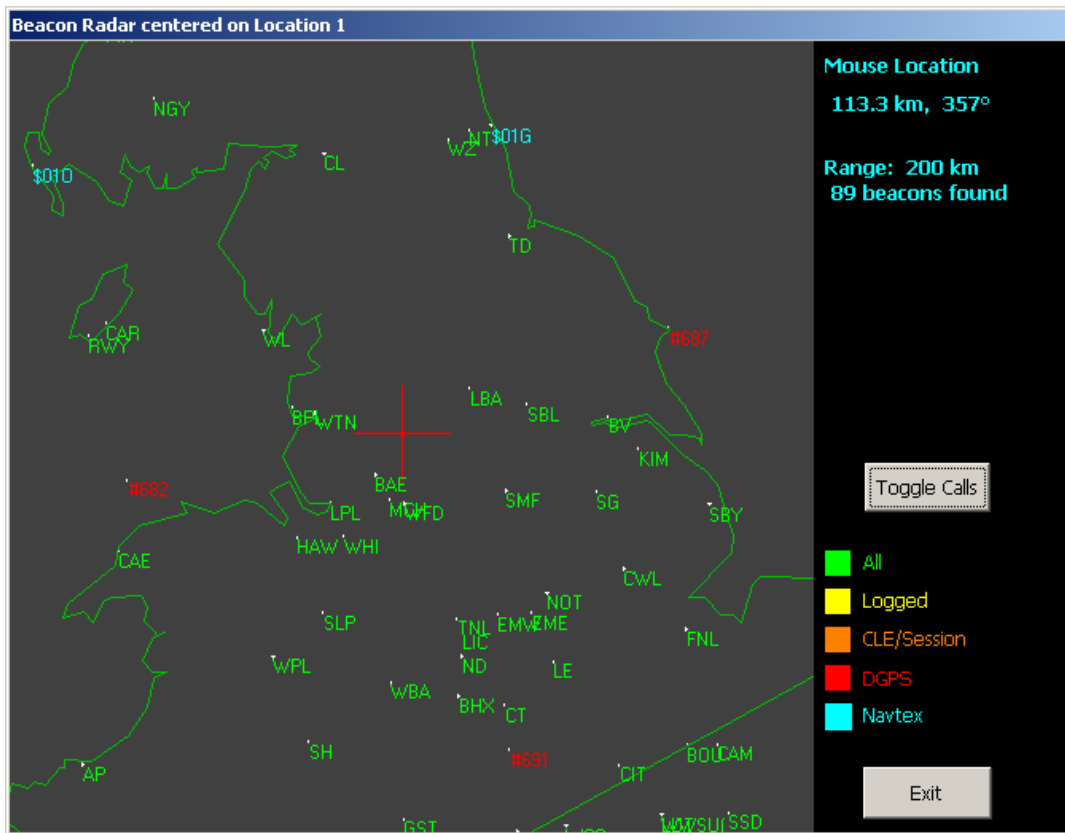 Beacon Radar centered on Location 1
Mouse Location
113.3 km, 357°
Range: 200 km
89 beacons found
NGY
$01O
CL
WZ
NT
$01G
TD
CAR
RWY
WL
#687
LBA
SBL
BPL
WTN
BV
KIM
BAE
#682
LPL
MCH
WFD
SMF
SG
SBY
Toggle Calls
HAW
WHI
CAE
CWL
All
NOT
Logged
SLP
TNL
EMW
EME
FNL
LIC
CLE/Session
WPL
ND
LE
DGPS
WBA
BHX
CT
Navtex
SH
#691
BOU
CAM
AP
CIT
Exit
GST
SSD